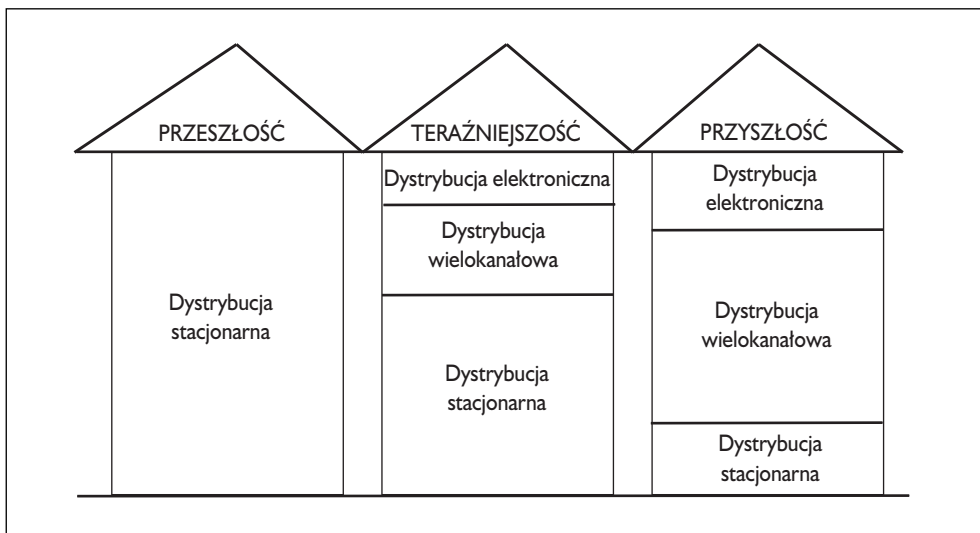 PRZESZŁOŚĆ
Dystrybucja
stacjonarna
TERAŹNIEJSZOŚĆ
Dystrybucja elektroniczna
Dystrybucja
wielokanałowa
Dystrybucja
stacjonarna
PRZYSZŁOŚĆ
Dystrybucja
elektroniczna
Dystrybucja
wielokanałowa
Dystrybucja
stacjonarna